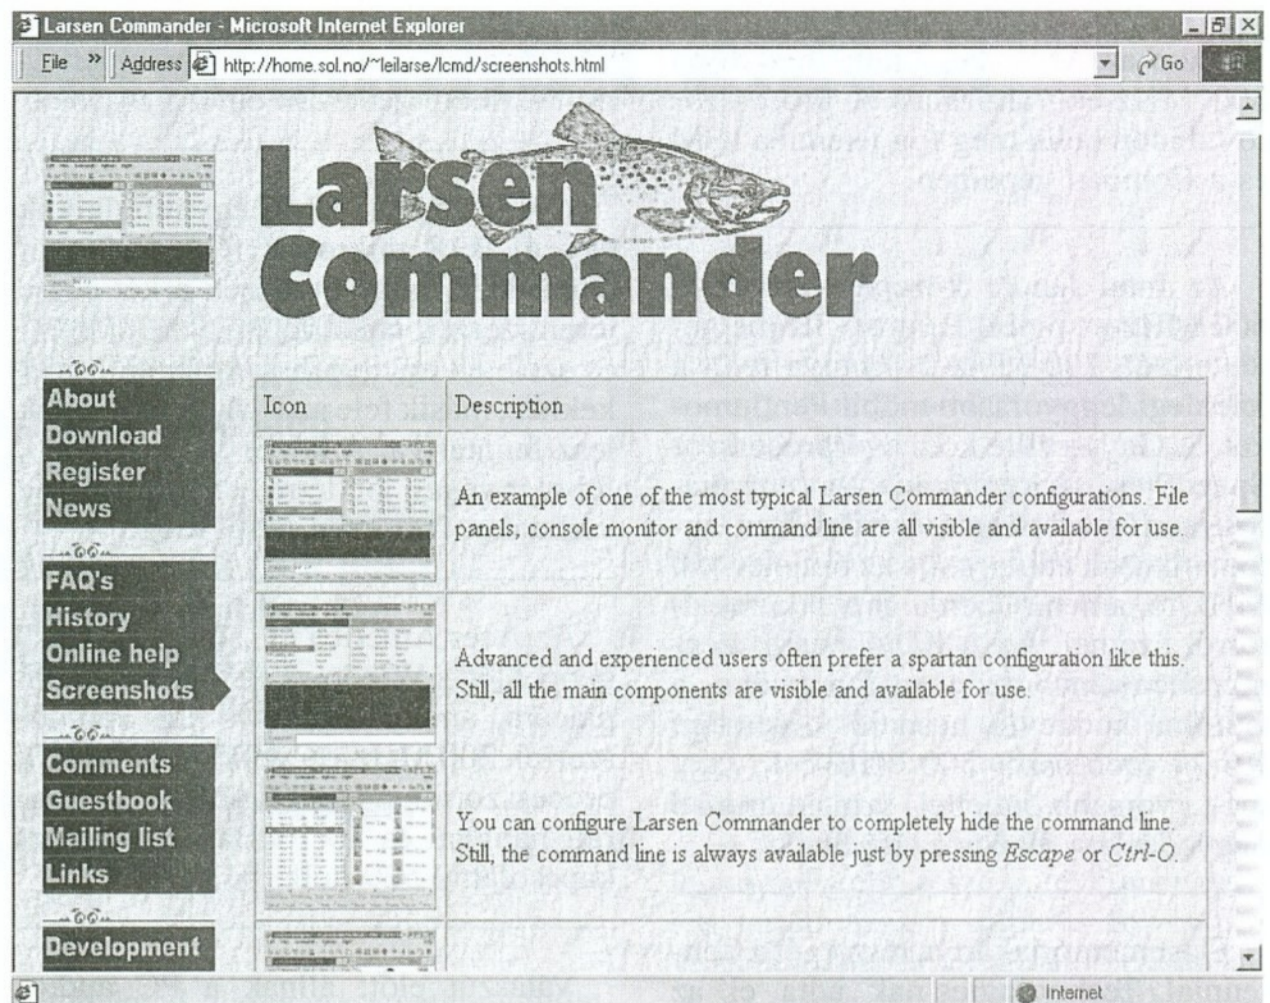 Larsen Commander - Microsoft Internet Explorer
File » Address http://home.sol.no/~leilarse/lcmd/screenshots.html Go
Larsen
Commander
About
Download
Register
News
FAQ's
History
Online help
Screenshots
Comments
Guestbook
Mailing list
Links
Development
Icon Description
An example of one of the most typical Larsen Commander configurations. File
panels, console monitor and command line are all visible and available for use.
Advanced and experienced users often prefer a spartan configuration like this.
Still, all the main components are visible and available for use.
You can configure Larsen Commander to completely hide the command line.
Still, the command line is always available just by pressing Escape or Ctrl-O.
Internet